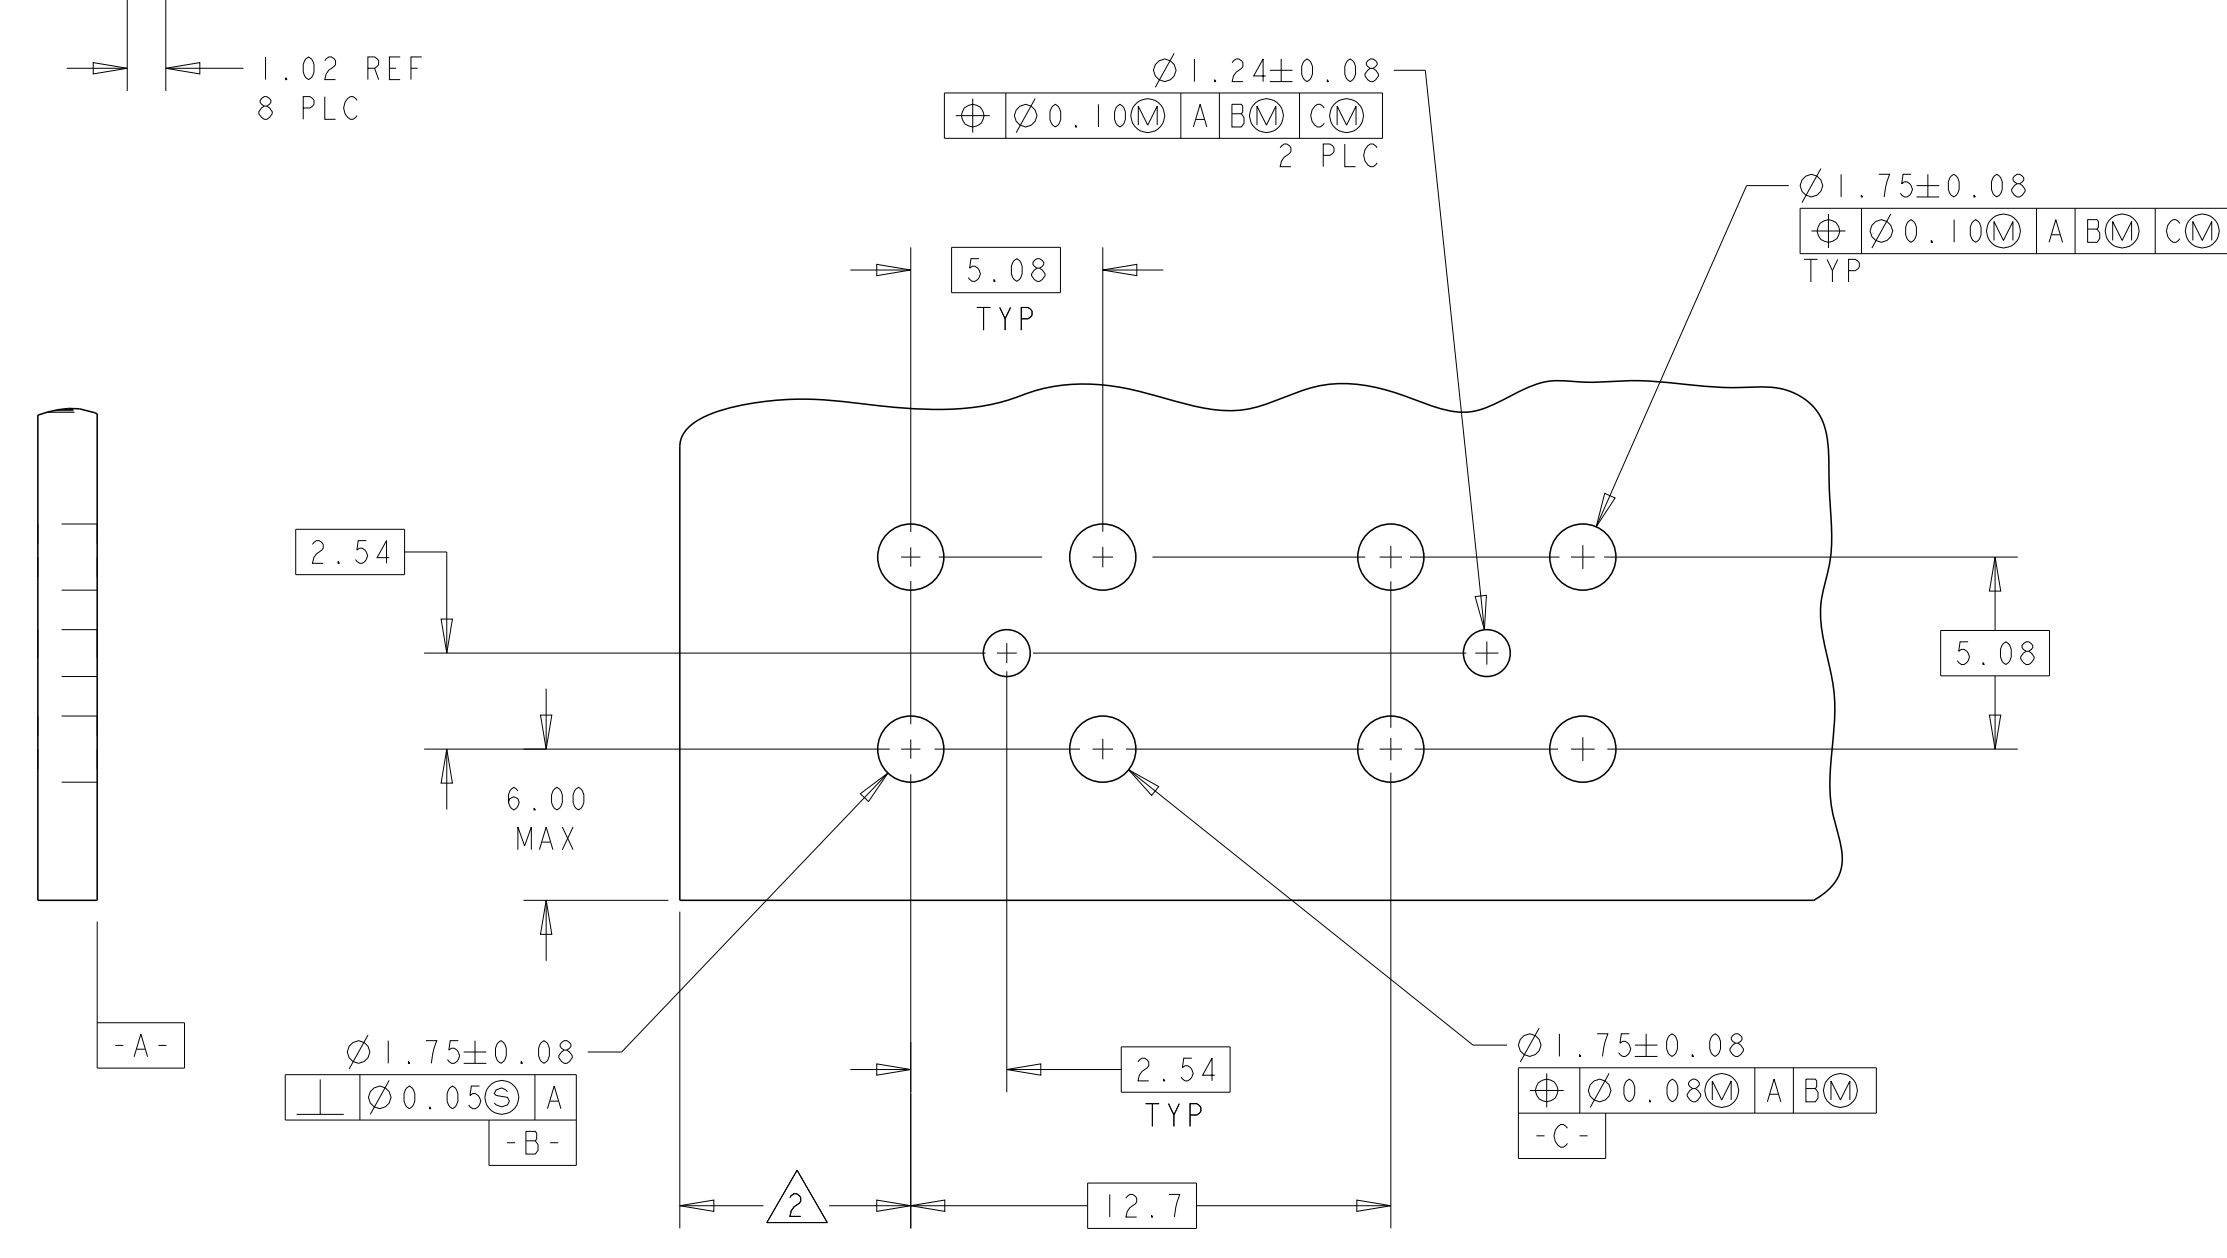 1.02 REF
8 PLC
Ø1.24±0.08
⌖ Ø0.10Ⓜ A BⓂ CⓂ
2 PLC
Ø1.75±0.08
⌖ Ø0.10Ⓜ A BⓂ CⓂ
TYP
5.08
TYP
2.54
5.08
6.00
MAX
-A-
Ø1.75±0.08
⟂ Ø0.05Ⓢ A
-B-
2.54
TYP
Ø1.75±0.08
⌖ Ø0.08Ⓜ A BⓂ
-C-
2
12.7